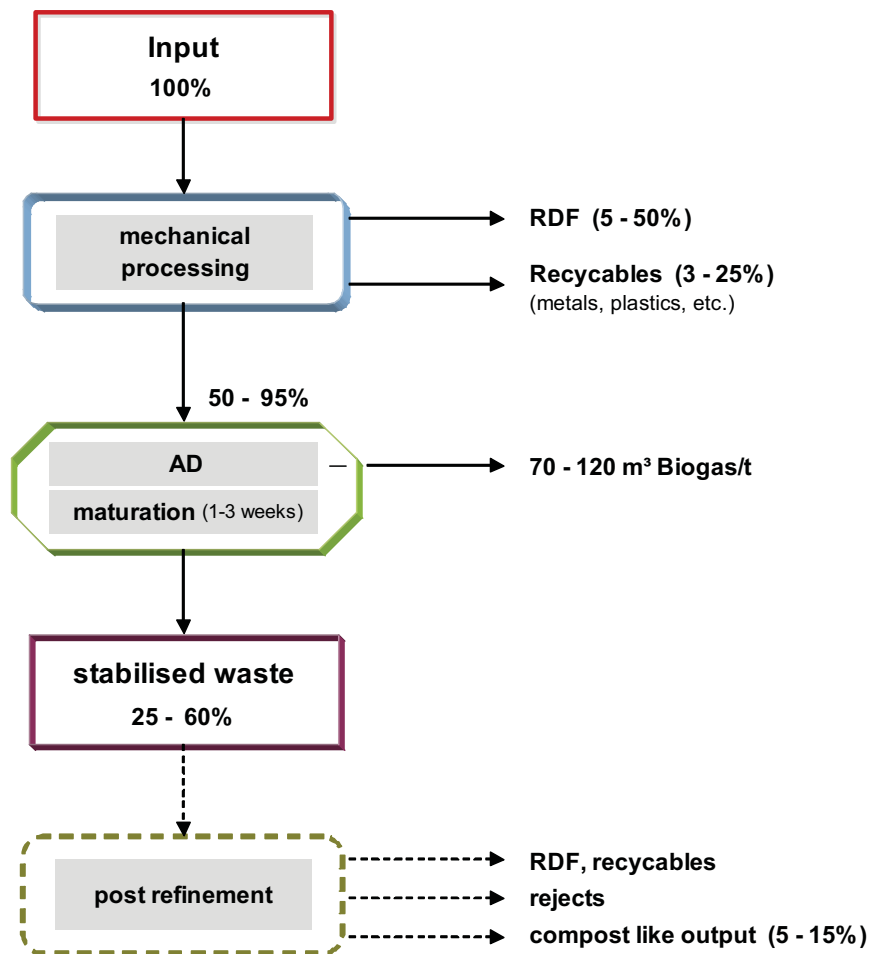 Input
100%
mechanical
processing
RDF (5 - 50%)
Recycables (3 - 25%)
(metals, plastics, etc.)
50 - 95%
AD
70 - 120 m³ Biogas/t
maturation (1-3 weeks)
stabilised waste
25 - 60%
post refinement
RDF, recycables
rejects
compost like output (5 - 15%)